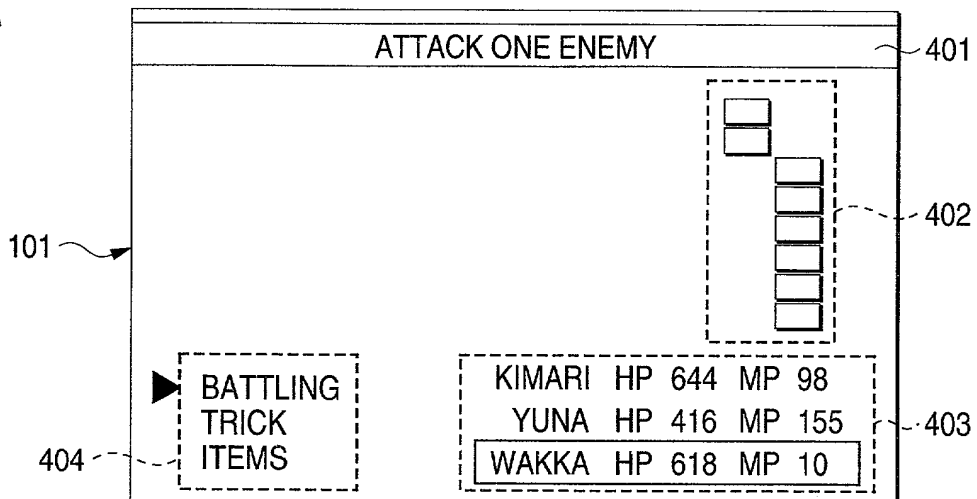 ATTACK ONE ENEMY
401
402
101
BATTLING
TRICK
ITEMS
404
KIMARI HP 644 MP 98
YUNA HP 416 MP 155
WAKKA HP 618 MP 10
403